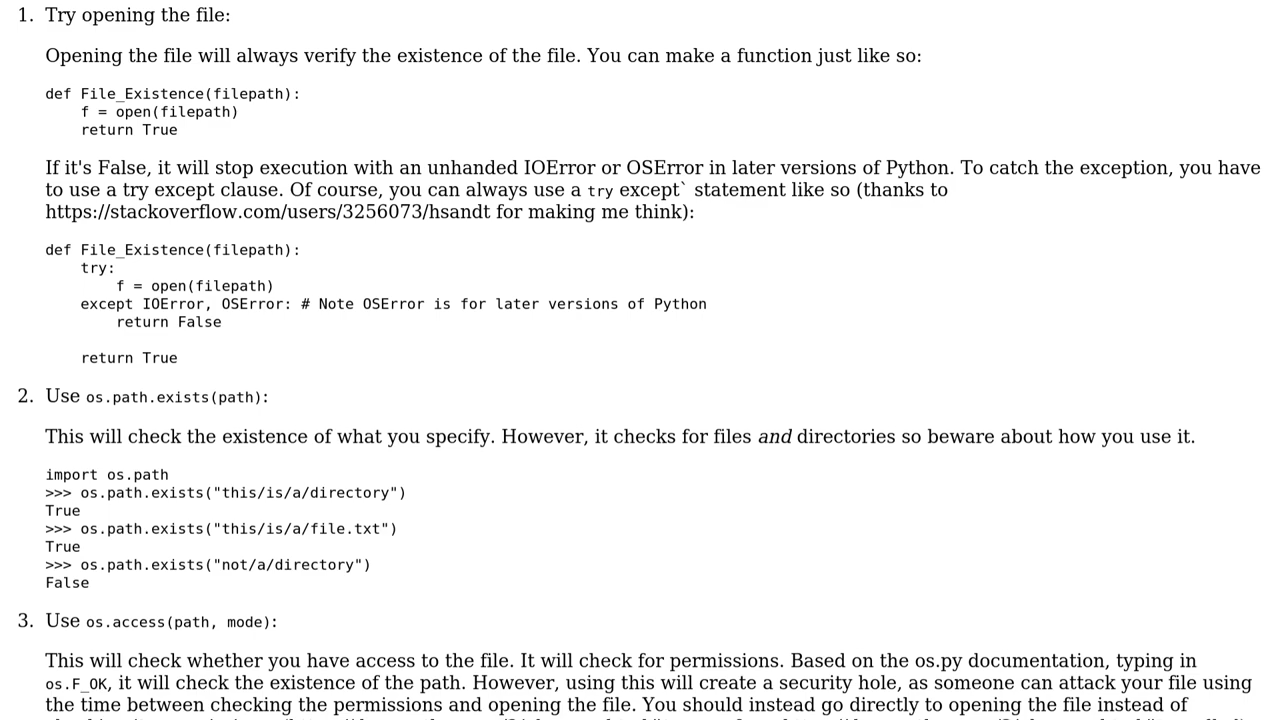 1. Try opening the file:
Opening the file will always verify the existence of the file. You can make a function just like so:
def File_Existence(filepath):
    f = open(filepath)
    return True
If it's False, it will stop execution with an unhanded IOError or OSError in later versions of Python. To catch the exception, you have
to use a try except clause. Of course, you can always use a try except` statement like so (thanks to
https://stackoverflow.com/users/3256073/hsandt for making me think):
def File_Existence(filepath):
    try:
        f = open(filepath)
    except IOError, OSError: # Note OSError is for later versions of Python
        return False
    return True
2. Use os.path.exists(path):
This will check the existence of what you specify. However, it checks for files and directories so beware about how you use it.
import os.path
>>> os.path.exists("this/is/a/directory")
True
>>> os.path.exists("this/is/a/file.txt")
True
>>> os.path.exists("not/a/directory")
False
3. Use os.access(path, mode):
This will check whether you have access to the file. It will check for permissions. Based on the os.py documentation, typing in
os.F_OK, it will check the existence of the path. However, using this will create a security hole, as someone can attack your file using
the time between checking the permissions and opening the file. You should instead go directly to opening the file instead of